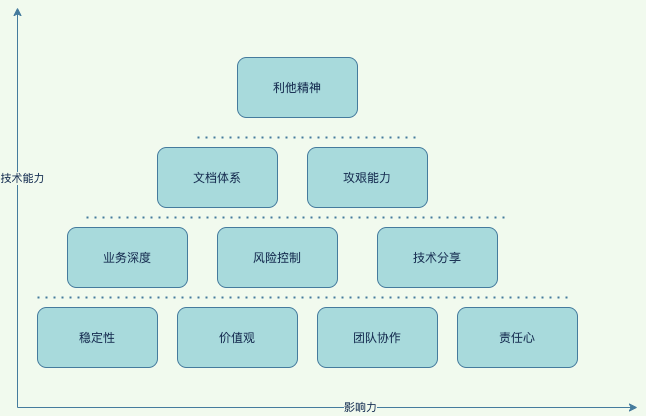 利他精神
文档体系
攻艰能力
技术能力
业务深度
风险控制
技术分享
稳定性
价值观
团队协作
责任心
影响力